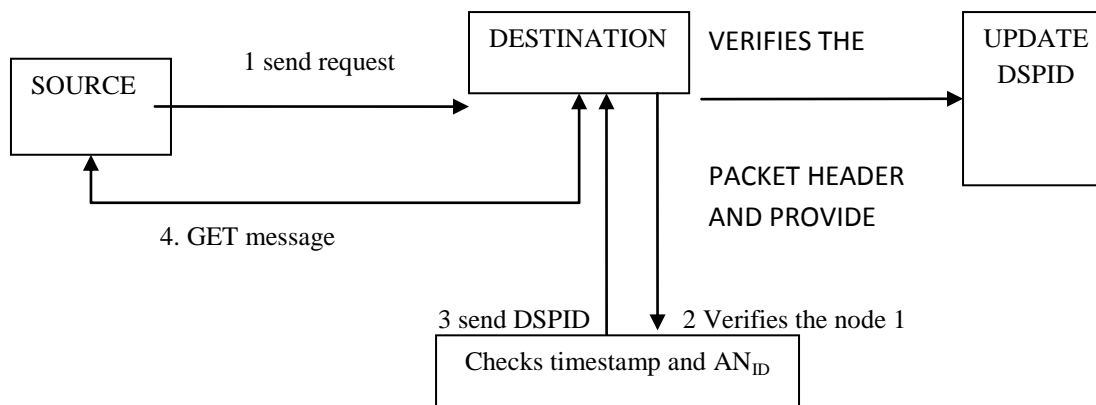 DESTINATION
VERIFIES THE
UPDATE
DSPID
1 send request
SOURCE
PACKET HEADER
AND PROVIDE
4. GET message
3 send DSPID
2 Verifies the node 1
Checks timestamp and AN_ID